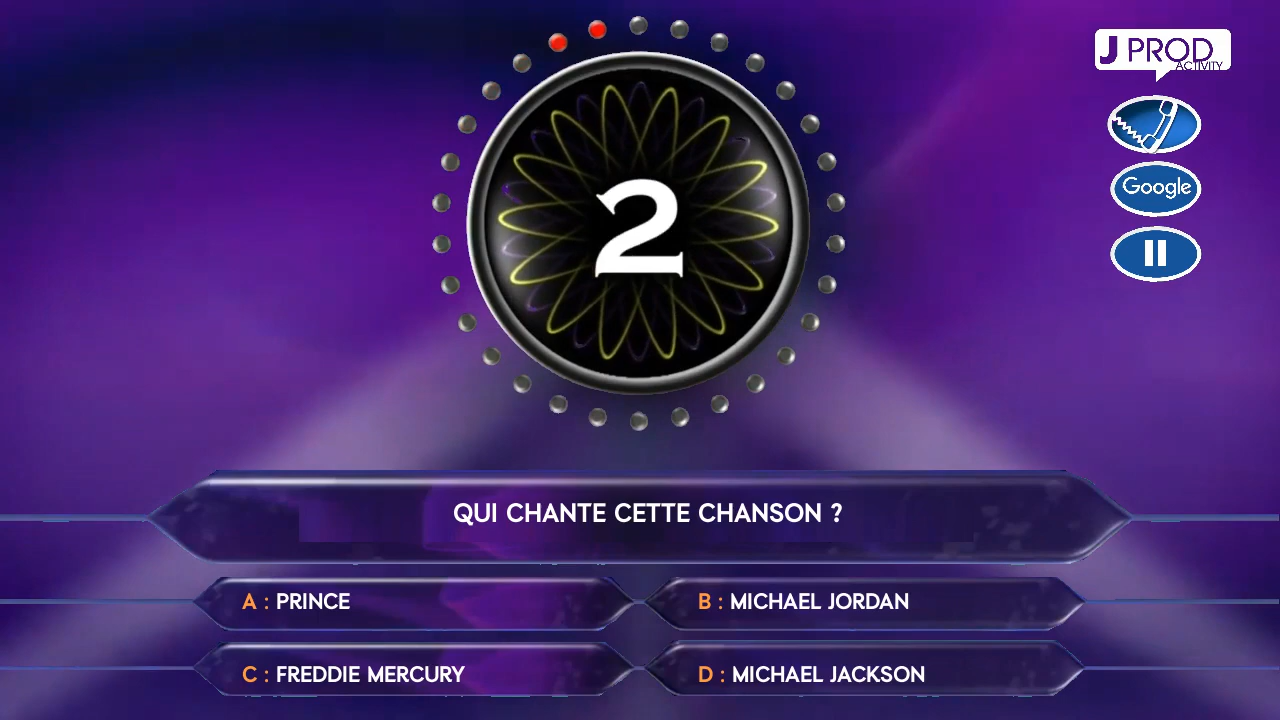 J PROD
ACTIVITY
Google
2
QUI CHANTE CETTE CHANSON ?
A : PRINCE
B : MICHAEL JORDAN
C : FREDDIE MERCURY
D : MICHAEL JACKSON